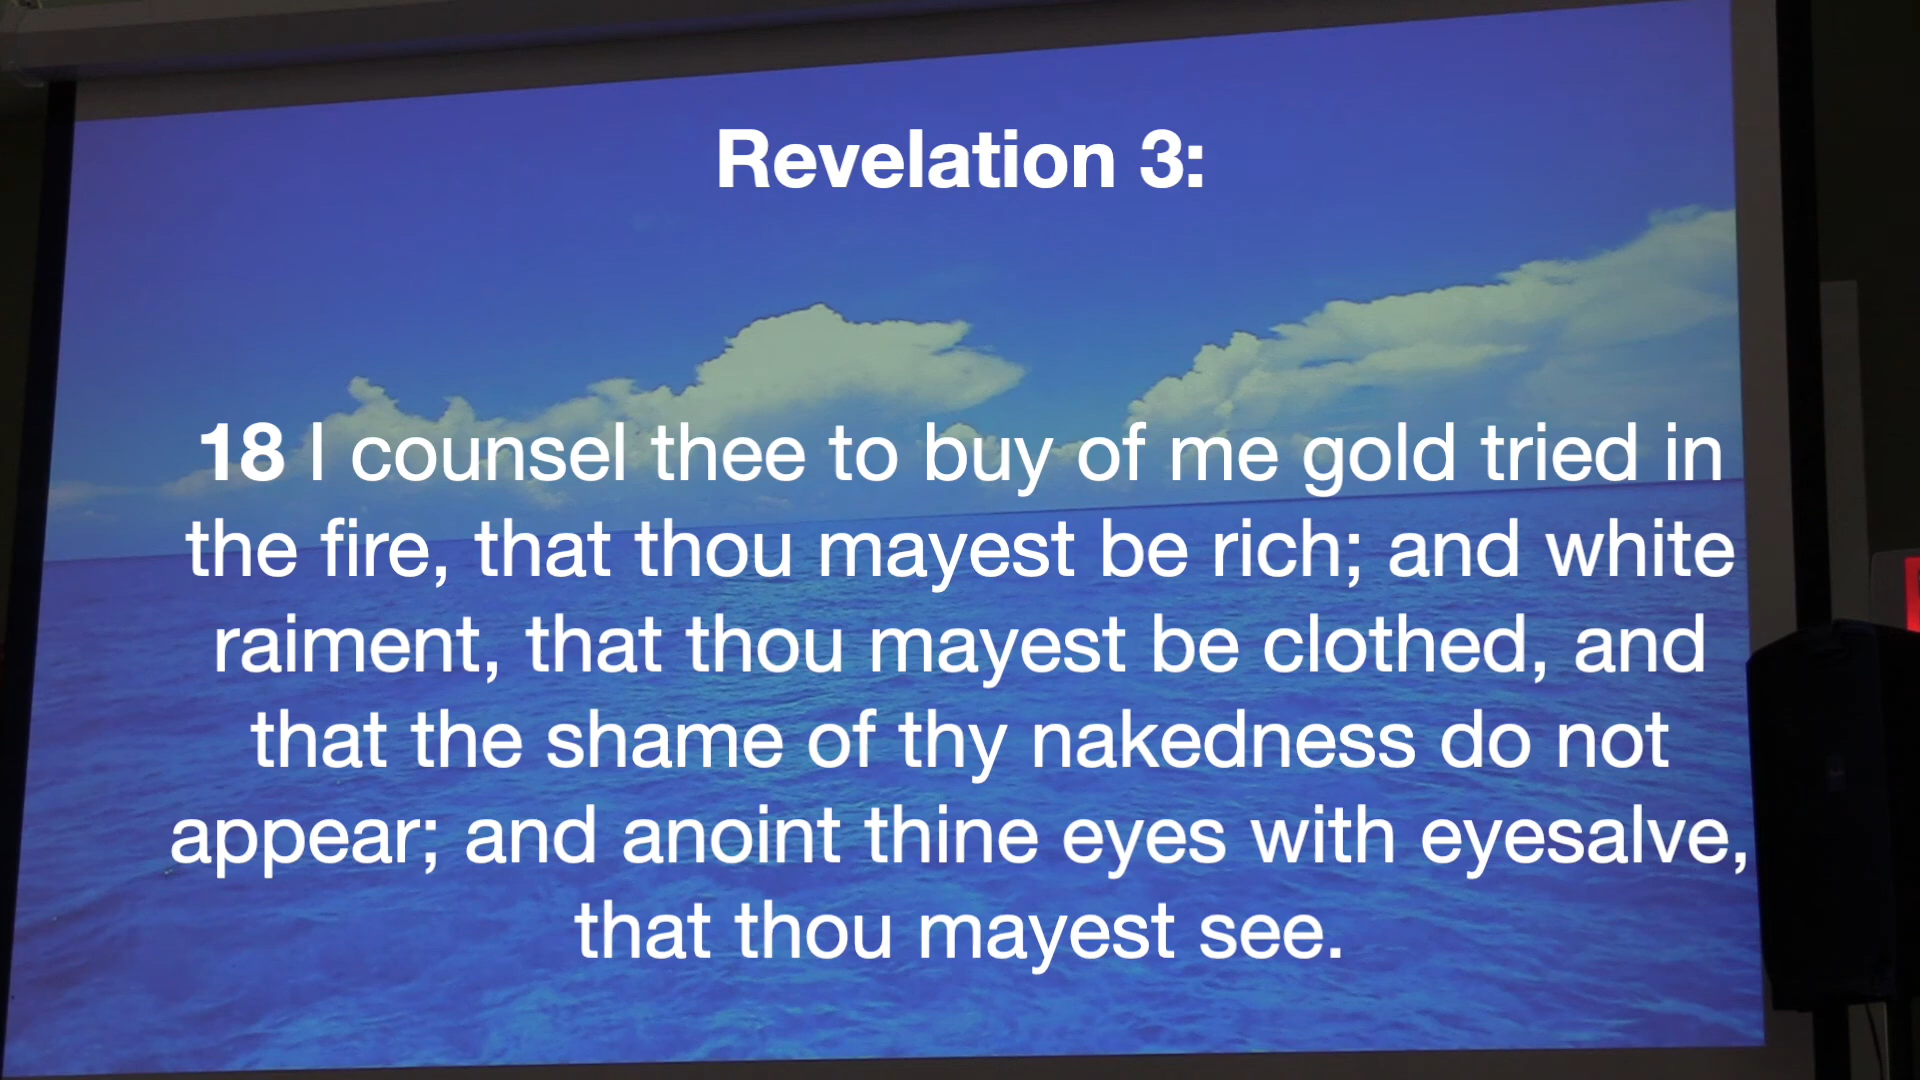 Revelation 3:
18 I counsel thee to buy of me gold tried in
the fire, that thou mayest be rich; and white
raiment, that thou mayest be clothed, and
that the shame of thy nakedness do not
appear; and anoint thine eyes with eyesalve,
that thou mayest see.